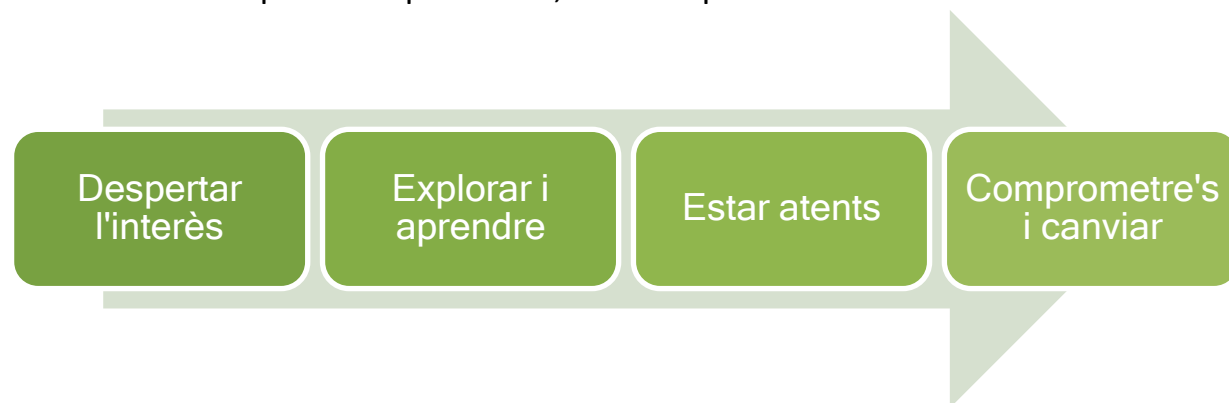 Despertar
l'interès
Explorar i
aprendre
Estar atents
Comprometre's
i canviar